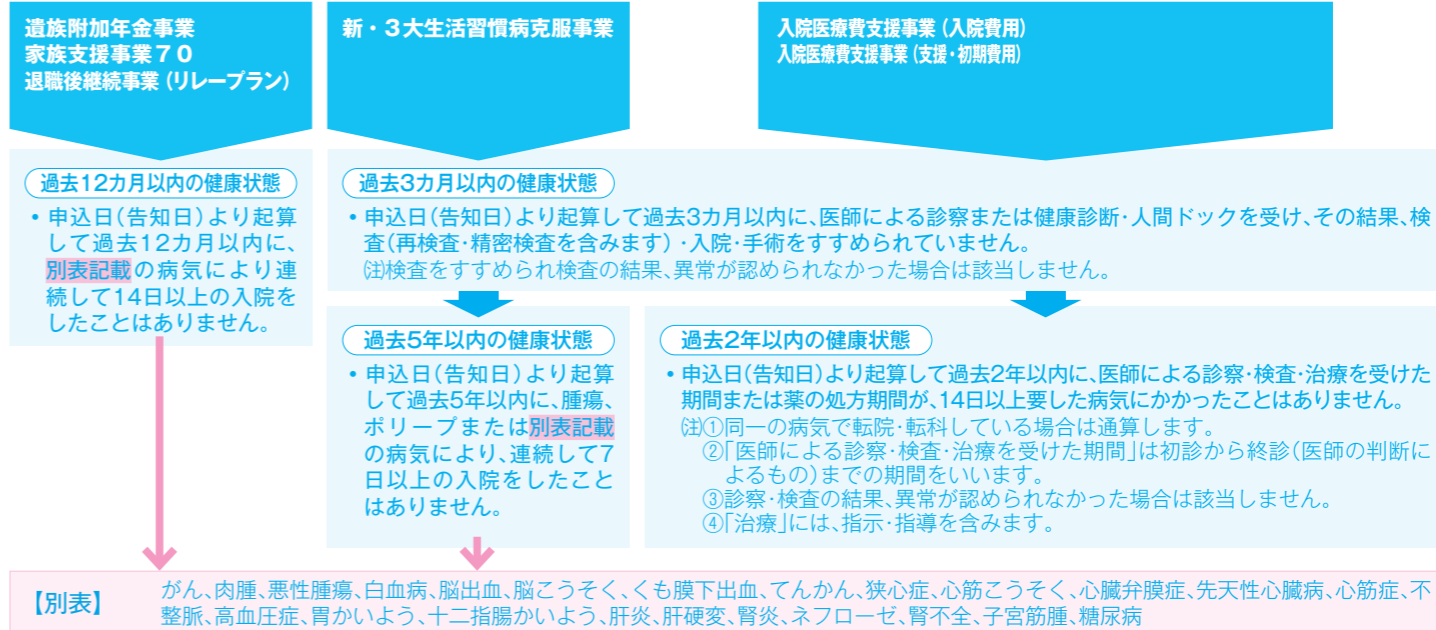 遺族附加年金事業
家族支援事業７０
退職後継続事業（リレープラン）
新・３大生活習慣病克服事業
入院医療費支援事業（入院費用）
入院医療費支援事業（支援・初期費用）
過去12カ月以内の健康状態
・申込日（告知日）より起算
して過去12カ月以内に、
別表記載の病気により連
続して14日以上の入院を
したことはありません。
過去3カ月以内の健康状態
・申込日（告知日）より起算して過去3カ月以内に、医師による診察または健康診断・人間ドックを受け、その結果、検
査（再検査・精密検査を含みます）・入院・手術をすすめられていません。
㊟検査をすすめられ検査の結果、異常が認められなかった場合は該当しません。
過去5年以内の健康状態
・申込日（告知日）より起算
して過去5年以内に、腫瘍、
ポリープまたは別表記載
の病気により、連続して7
日以上の入院をしたこと
はありません。
過去2年以内の健康状態
・申込日（告知日）より起算して過去2年以内に、医師による診察・検査・治療を受けた
期間または薬の処方期間が、14日以上要した病気にかかったことはありません。
㊟①同一の病気で転院・転科している場合は通算します。
②「医師による診察・検査・治療を受けた期間」は初診から終診（医師の判断に
よるもの）までの期間をいいます。
③診察・検査の結果、異常が認められなかった場合は該当しません。
④「治療」には、指示・指導を含みます。
【別表】
がん、肉腫、悪性腫瘍、白血病、脳出血、脳こうそく、くも膜下出血、てんかん、狭心症、心筋こうそく、心臓弁膜症、先天性心臓病、心筋症、不
整脈、高血圧症、胃かいよう、十二指腸かいよう、肝炎、肝硬変、腎炎、ネフローゼ、腎不全、子宮筋腫、糖尿病